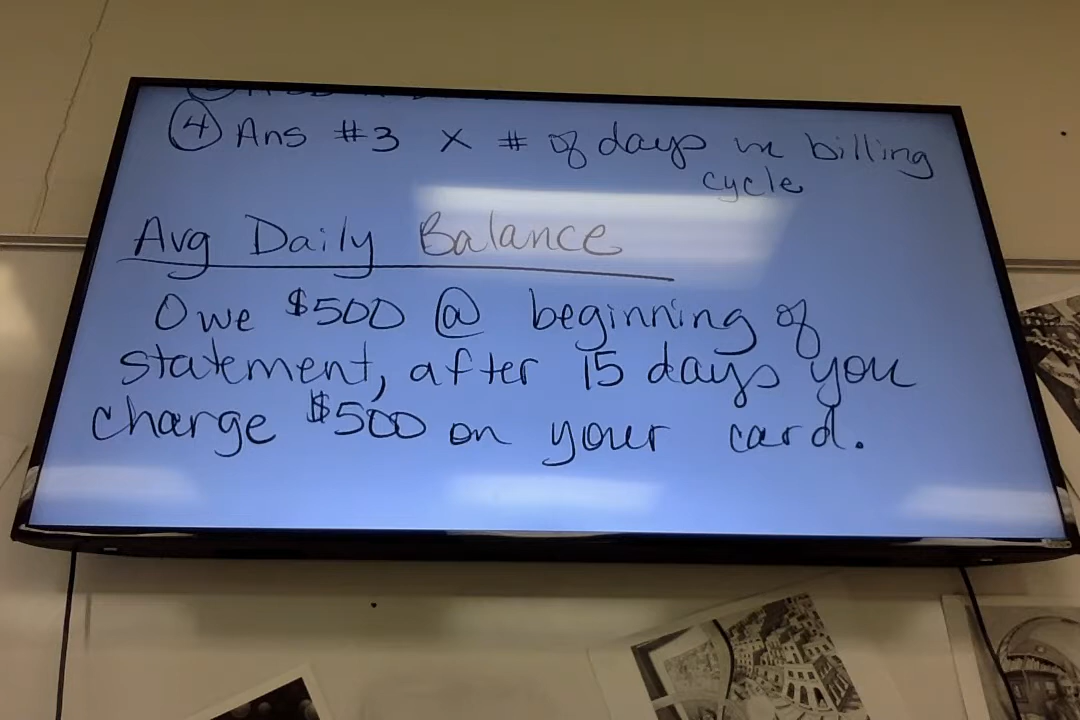 ④ Ans #3 × # of days in billing
cycle
Avg Daily Balance
Owe $500 @ beginning of
statement, after 15 days you
charge $500 on your card.